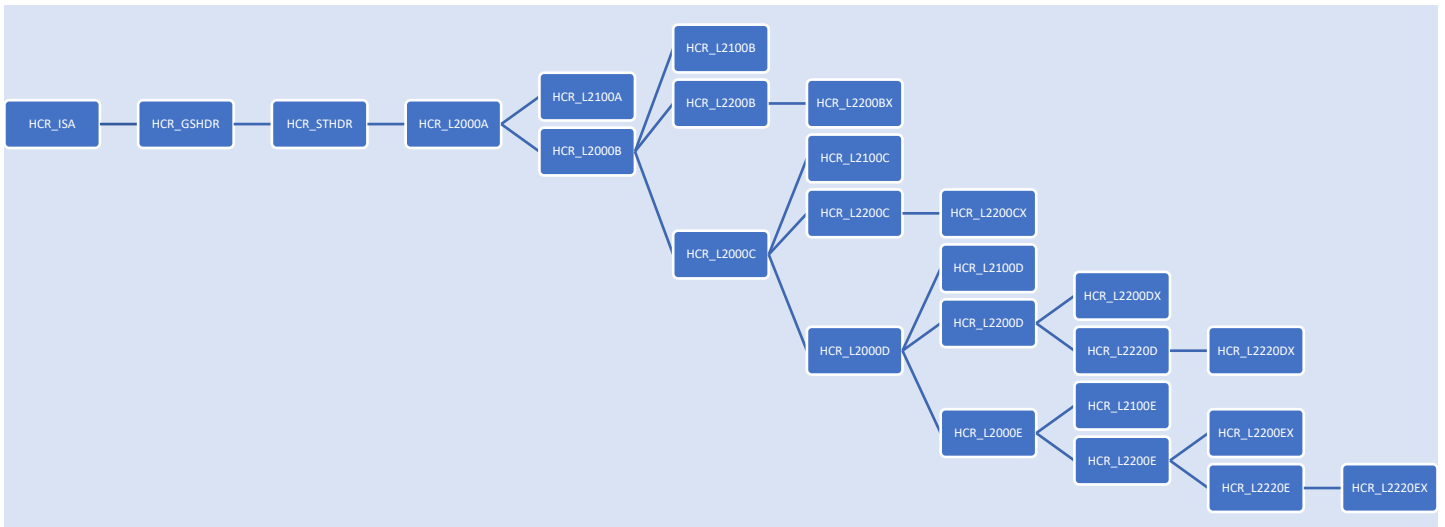 HCR_ISA
HCR_GSHDR
HCR_STHDR
HCR_L2000A
HCR_L2100A
HCR_L2000B
HCR_L2100B
HCR_L2200B
HCR_L2200BX
HCR_L2000C
HCR_L2100C
HCR_L2200C
HCR_L2200CX
HCR_L2000D
HCR_L2100D
HCR_L2200D
HCR_L2200DX
HCR_L2220D
HCR_L2220DX
HCR_L2000E
HCR_L2100E
HCR_L2200E
HCR_L2200EX
HCR_L2220E
HCR_L2220EX